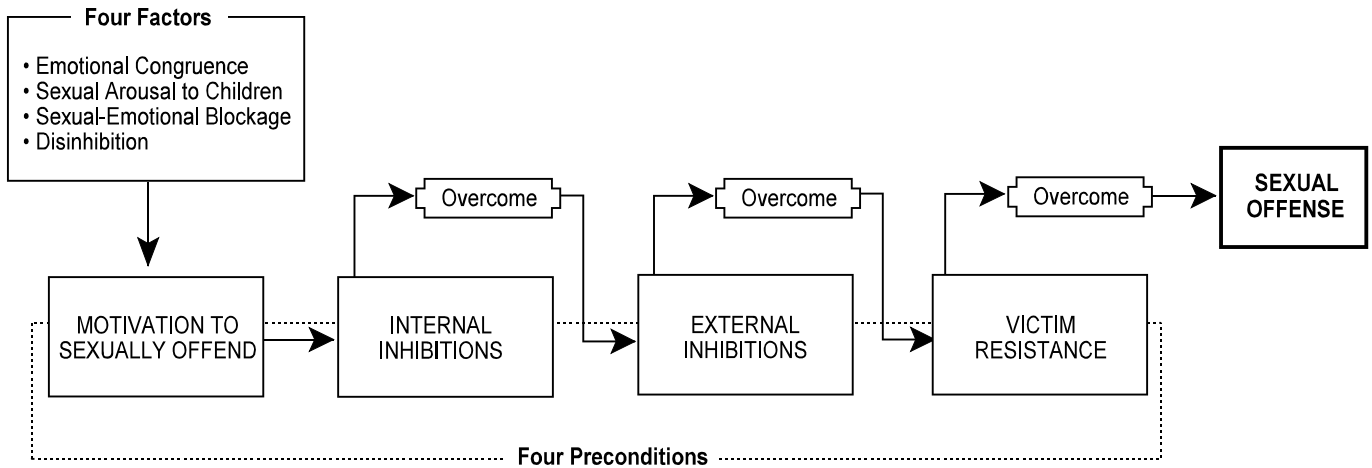 Four Factors
• Emotional Congruence
• Sexual Arousal to Children
• Sexual-Emotional Blockage
• Disinhibition
Overcome
Overcome
Overcome
SEXUAL
OFFENSE
MOTIVATION TO
SEXUALLY OFFEND
INTERNAL
INHIBITIONS
EXTERNAL
INHIBITIONS
VICTIM
RESISTANCE
Four Preconditions